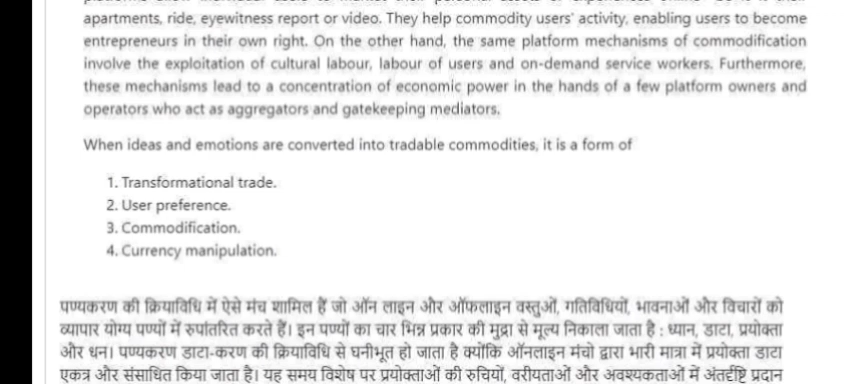 apartments, ride, eyewitness report or video. They help commodity users' activity, enabling users to become
entrepreneurs in their own right. On the other hand, the same platform mechanisms of commodification
involve the exploitation of cultural labour, labour of users and on-demand service workers. Furthermore,
these mechanisms lead to a concentration of economic power in the hands of a few platform owners and
operators who act as aggregators and gatekeeping mediators.
When ideas and emotions are converted into tradable commodities, it is a form of
1. Transformational trade.
2. User preference.
3. Commodification.
4. Currency manipulation.
पण्यकरण की क्रियाविधि में ऐसे मंच शामिल हैं जो ऑन लाइन और ऑफलाइन वस्तुओं, गतिविधियों, भावनाओं और विचारों को
व्यापार योग्य पण्यों में रुपांतरित करते हैं। इन पण्यों का चार भिन्न प्रकार की मुद्रा से मूल्य निकाला जाता है : ध्यान, डाटा, प्रयोक्ता
और धन। पण्यकरण डाटा-करण की क्रियाविधि से घनीभूत हो जाता है क्योंकि ऑनलाइन मंचो द्वारा भारी मात्रा में प्रयोक्ता डाटा
एकत्र और संसाधित किया जाता है। यह समय विशेष पर प्रयोक्ताओं की रुचियों, वरीयताओं और अवश्यकताओं में अंतर्दृष्टि प्रदान